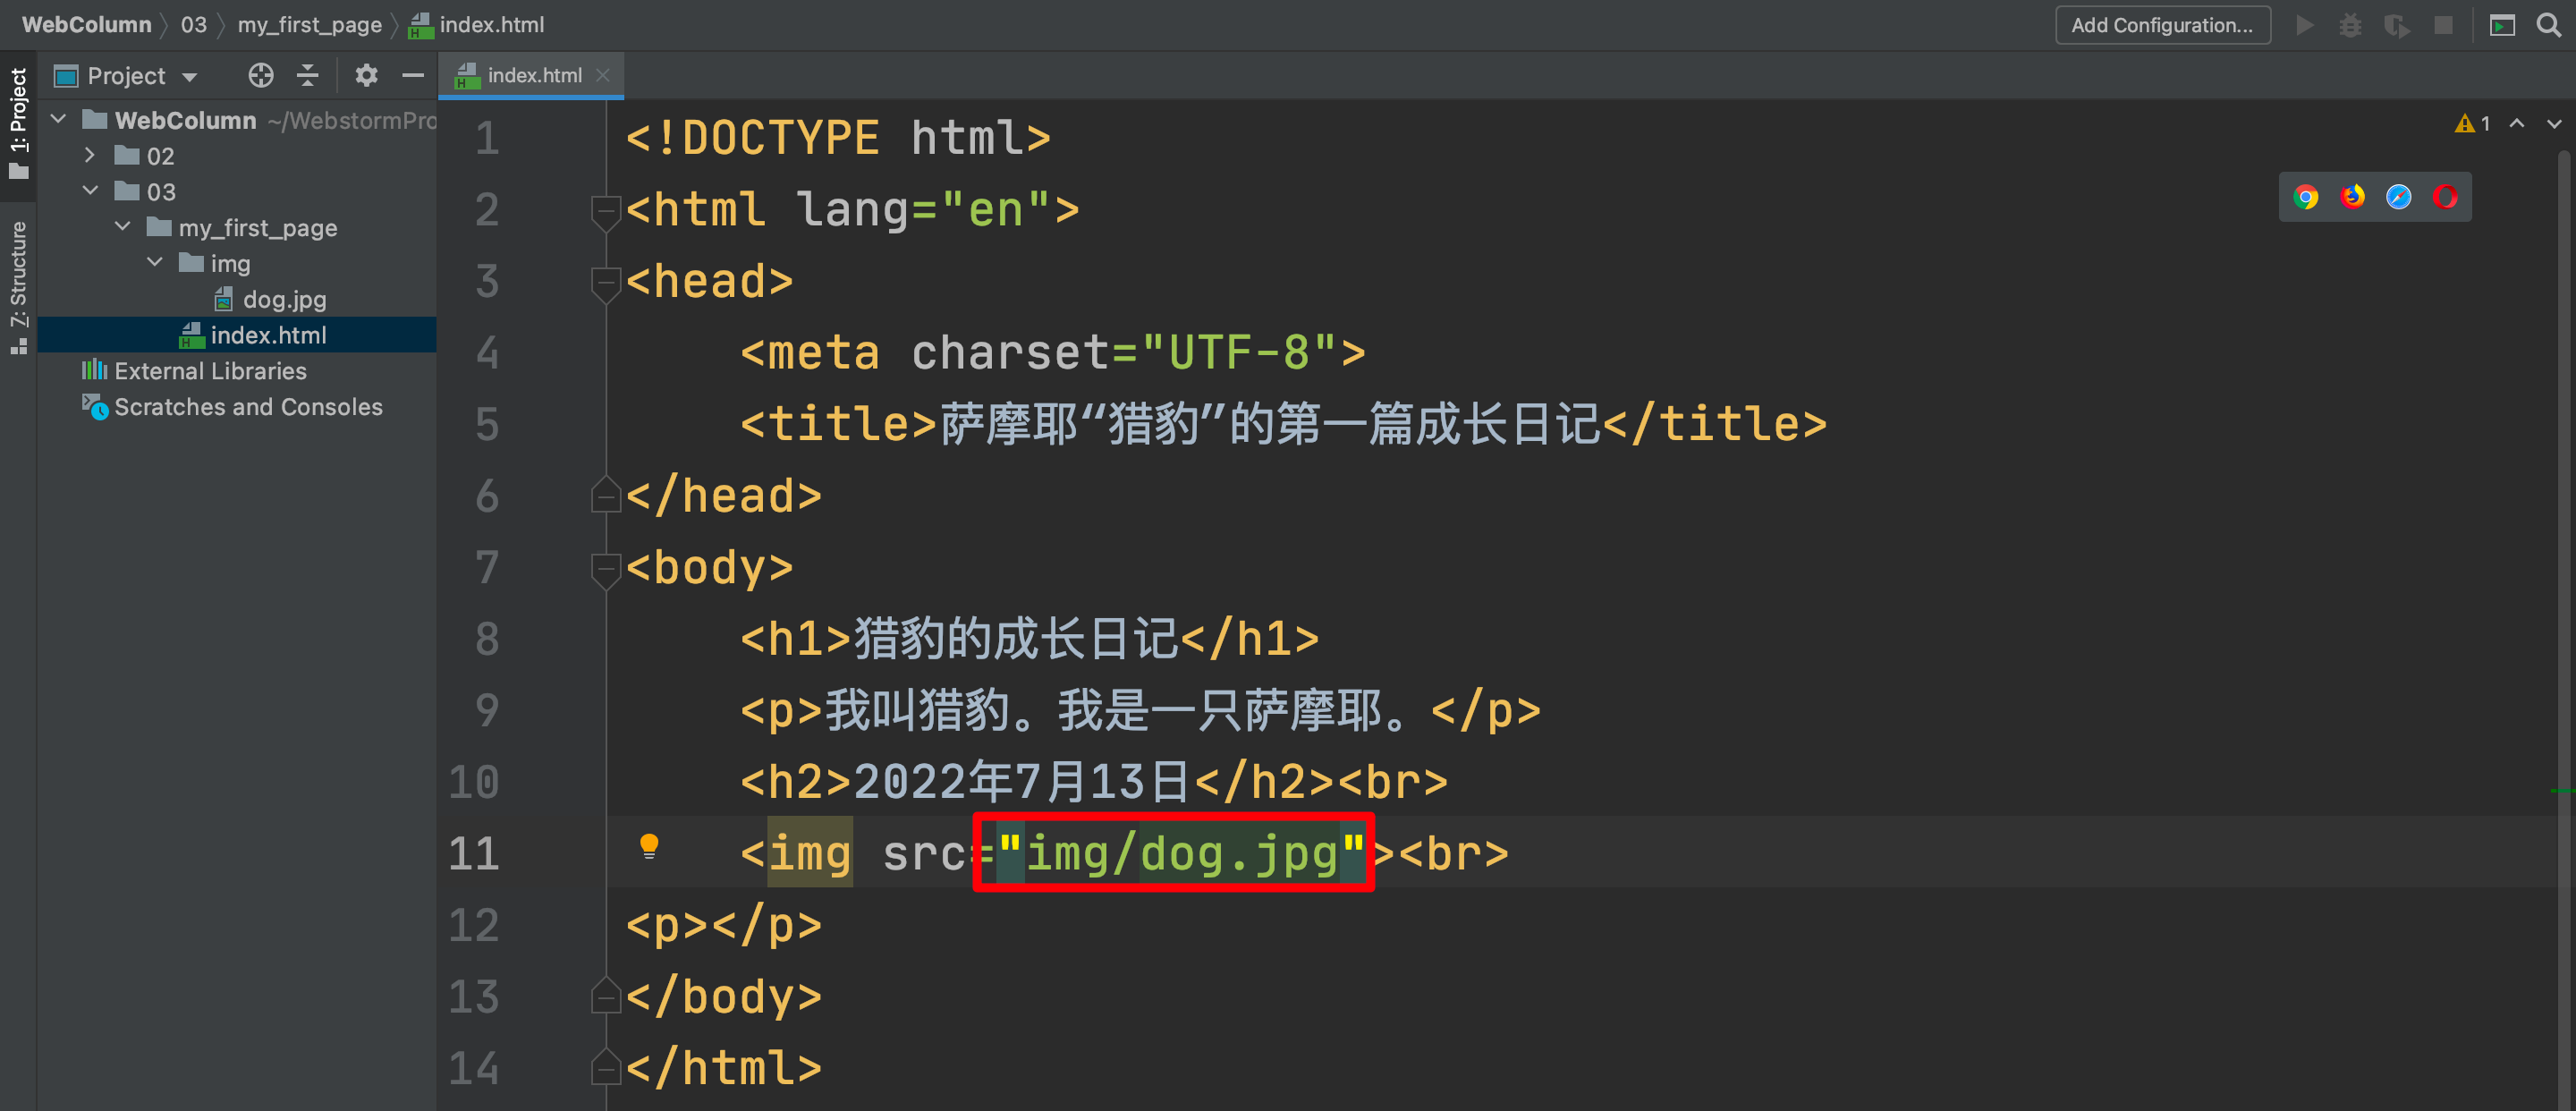 WebColumn 03 my_first_page index.html
Add Configuration...
1: Project
Z: Structure
Project
WebColumn ~/WebstormPro
02
03
my_first_page
img
dog.jpg
index.html
External Libraries
Scratches and Consoles
index.html
1
1 <!DOCTYPE html>
2 <html lang="en">
3 <head>
4 <meta charset="UTF-8">
5 <title>萨摩耶“猎豹”的第一篇成长日记</title>
6 </head>
7 <body>
8 <h1>猎豹的成长日记</h1>
9 <p>我叫猎豹。我是一只萨摩耶。</p>
10 <h2>2022年7月13日</h2><br>
11 <img src="img/dog.jpg"><br>
12 <p></p>
13 </body>
14 </html>